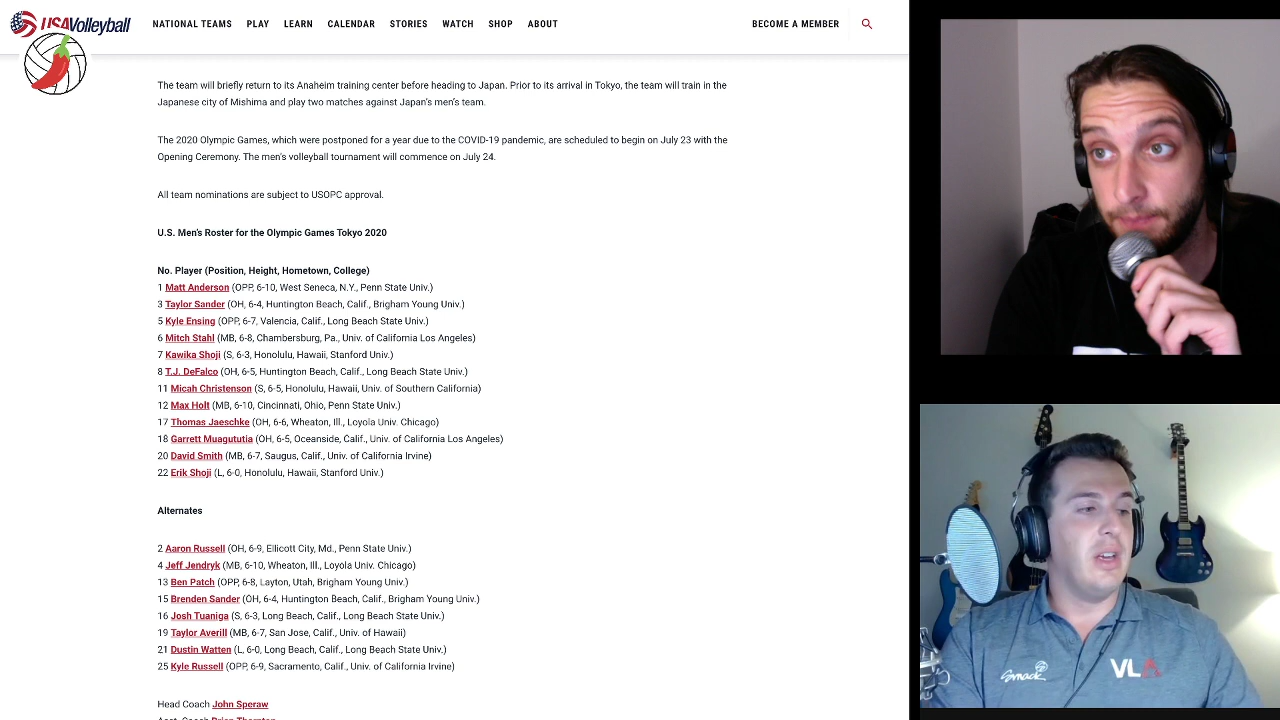 USAVolleyball
NATIONAL TEAMS PLAY LEARN CALENDAR STORIES WATCH SHOP ABOUT BECOME A MEMBER
The team will briefly return to its Anaheim training center before heading to Japan. Prior to its arrival in Tokyo, the team will train in the
Japanese city of Mishima and play two matches against Japan's men's team.
The 2020 Olympic Games, which were postponed for a year due to the COVID-19 pandemic, are scheduled to begin on July 23 with the
Opening Ceremony. The men's volleyball tournament will commence on July 24.
All team nominations are subject to USOPC approval.
U.S. Men's Roster for the Olympic Games Tokyo 2020
No. Player (Position, Height, Hometown, College)
1 Matt Anderson (OPP, 6-10, West Seneca, N.Y., Penn State Univ.)
3 Taylor Sander (OH, 6-4, Huntington Beach, Calif., Brigham Young Univ.)
5 Kyle Ensing (OPP, 6-7, Valencia, Calif., Long Beach State Univ.)
6 Mitch Stahl (MB, 6-8, Chambersburg, Pa., Univ. of California Los Angeles)
7 Kawika Shoji (S, 6-3, Honolulu, Hawaii, Stanford Univ.)
8 T.J. DeFalco (OH, 6-5, Huntington Beach, Calif., Long Beach State Univ.)
11 Micah Christenson (S, 6-5, Honolulu, Hawaii, Univ. of Southern California)
12 Max Holt (MB, 6-10, Cincinnati, Ohio, Penn State Univ.)
17 Thomas Jaeschke (OH, 6-6, Wheaton, Ill., Loyola Univ. Chicago)
18 Garrett Muagututia (OH, 6-5, Oceanside, Calif., Univ. of California Los Angeles)
20 David Smith (MB, 6-7, Saugus, Calif., Univ. of California Irvine)
22 Erik Shoji (L, 6-0, Honolulu, Hawaii, Stanford Univ.)
Alternates
2 Aaron Russell (OH, 6-9, Ellicott City, Md., Penn State Univ.)
4 Jeff Jendryk (MB, 6-10, Wheaton, Ill., Loyola Univ. Chicago)
13 Ben Patch (OPP, 6-8, Layton, Utah, Brigham Young Univ.)
15 Brenden Sander (OH, 6-4, Huntington Beach, Calif., Brigham Young Univ.)
16 Josh Tuaniga (S, 6-3, Long Beach, Calif., Long Beach State Univ.)
19 Taylor Averill (MB, 6-7, San Jose, Calif., Univ. of Hawaii)
21 Dustin Watten (L, 6-0, Long Beach, Calif., Long Beach State Univ.)
25 Kyle Russell (OPP, 6-9, Sacramento, Calif., Univ. of California Irvine)
Head Coach John Speraw
Asst. Coach Brian Thornton
Smack
VLA